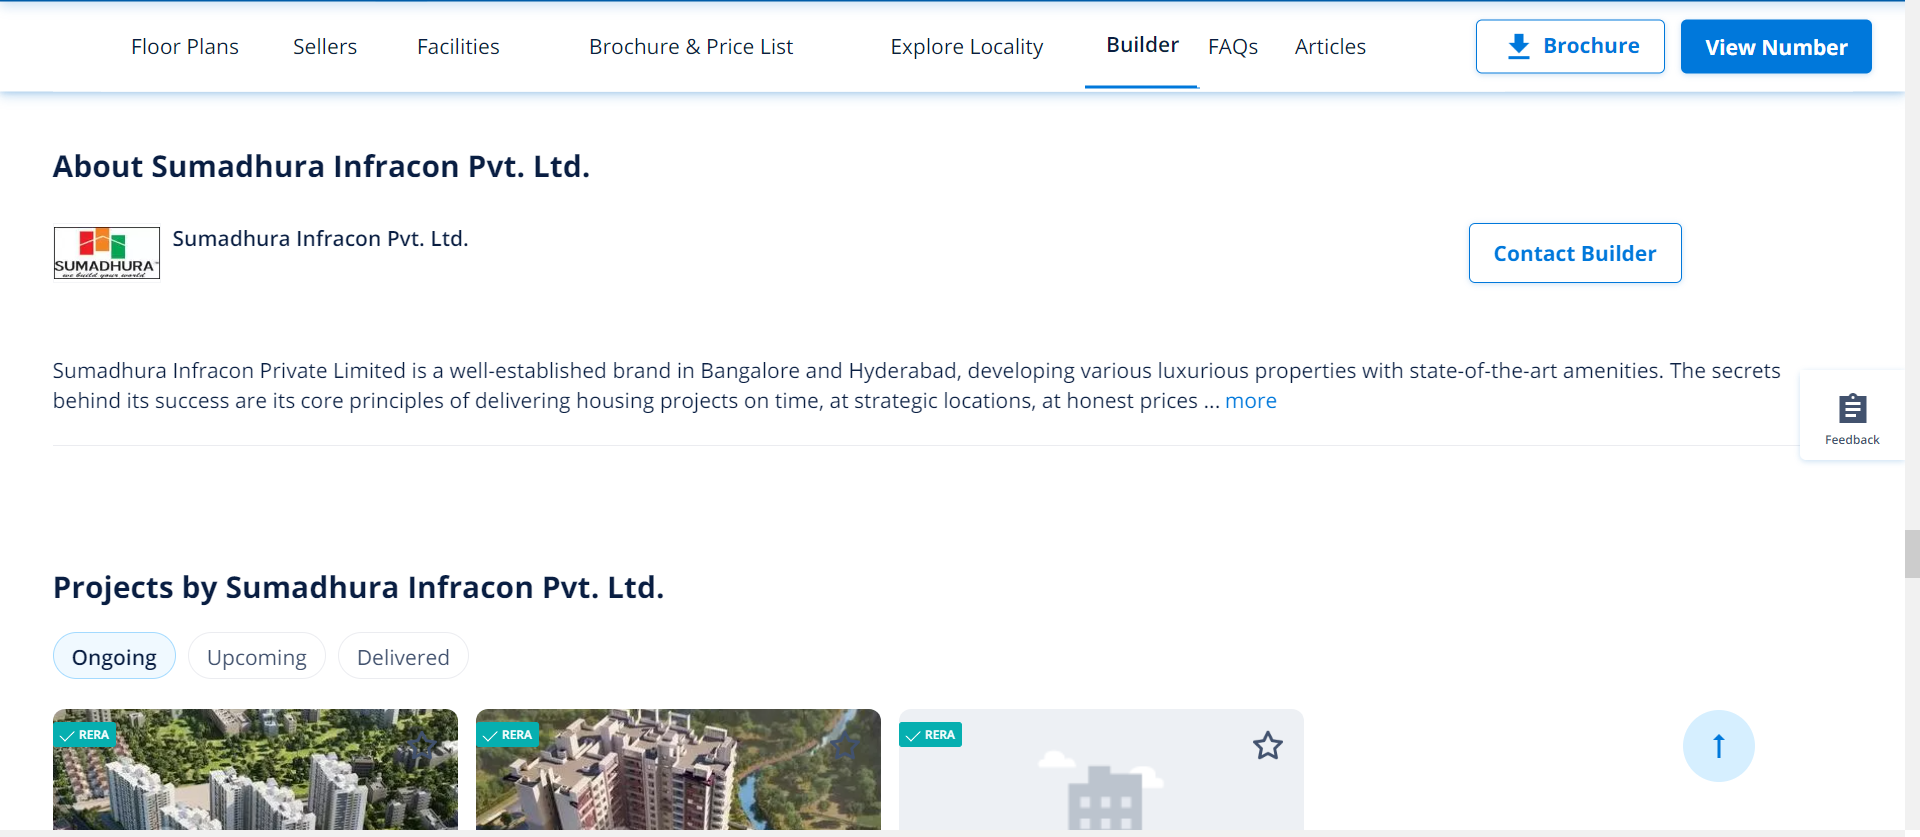 Floor Plans Sellers Facilities Brochure & Price List Explore Locality Builder FAQs Articles Brochure View Number
About Sumadhura Infracon Pvt. Ltd.
SUMADHURA™
we build your world
Sumadhura Infracon Pvt. Ltd.
Contact Builder
Sumadhura Infracon Private Limited is a well-established brand in Bangalore and Hyderabad, developing various luxurious properties with state-of-the-art amenities. The secrets
behind its success are its core principles of delivering housing projects on time, at strategic locations, at honest prices ... more
Feedback
Projects by Sumadhura Infracon Pvt. Ltd.
Ongoing Upcoming Delivered
RERA RERA RERA